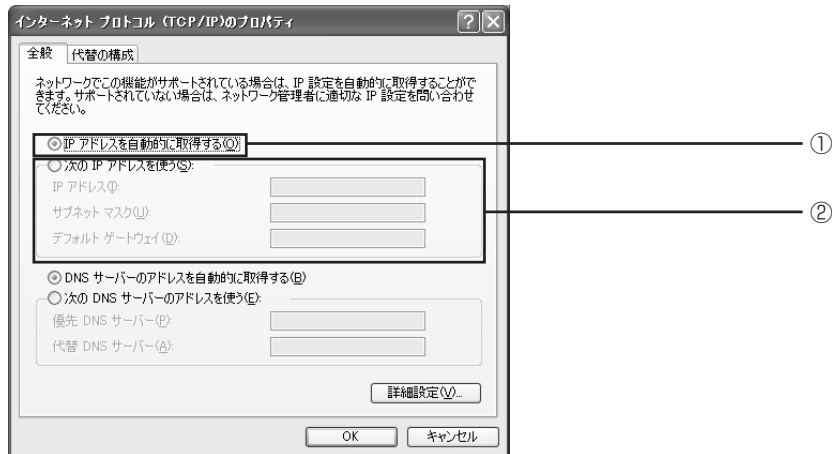 インターネット プロトコル (TCP/IP)のプロパティ
全般
代替の構成
ネットワークでこの機能がサポートされている場合は、IP 設定を自動的に取得することがで
きます。サポートされていない場合は、ネットワーク管理者に適切な IP 設定を問い合わせ
てください。
IP アドレスを自動的に取得する(O)
①
次の IP アドレスを使う(S):
IP アドレス(I):
サブネット マスク(U):
②
デフォルト ゲートウェイ(D):
DNS サーバーのアドレスを自動的に取得する(B)
次の DNS サーバーのアドレスを使う(E):
優先 DNS サーバー(P):
代替 DNS サーバー(A):
詳細設定(V)...
OK
キャンセル